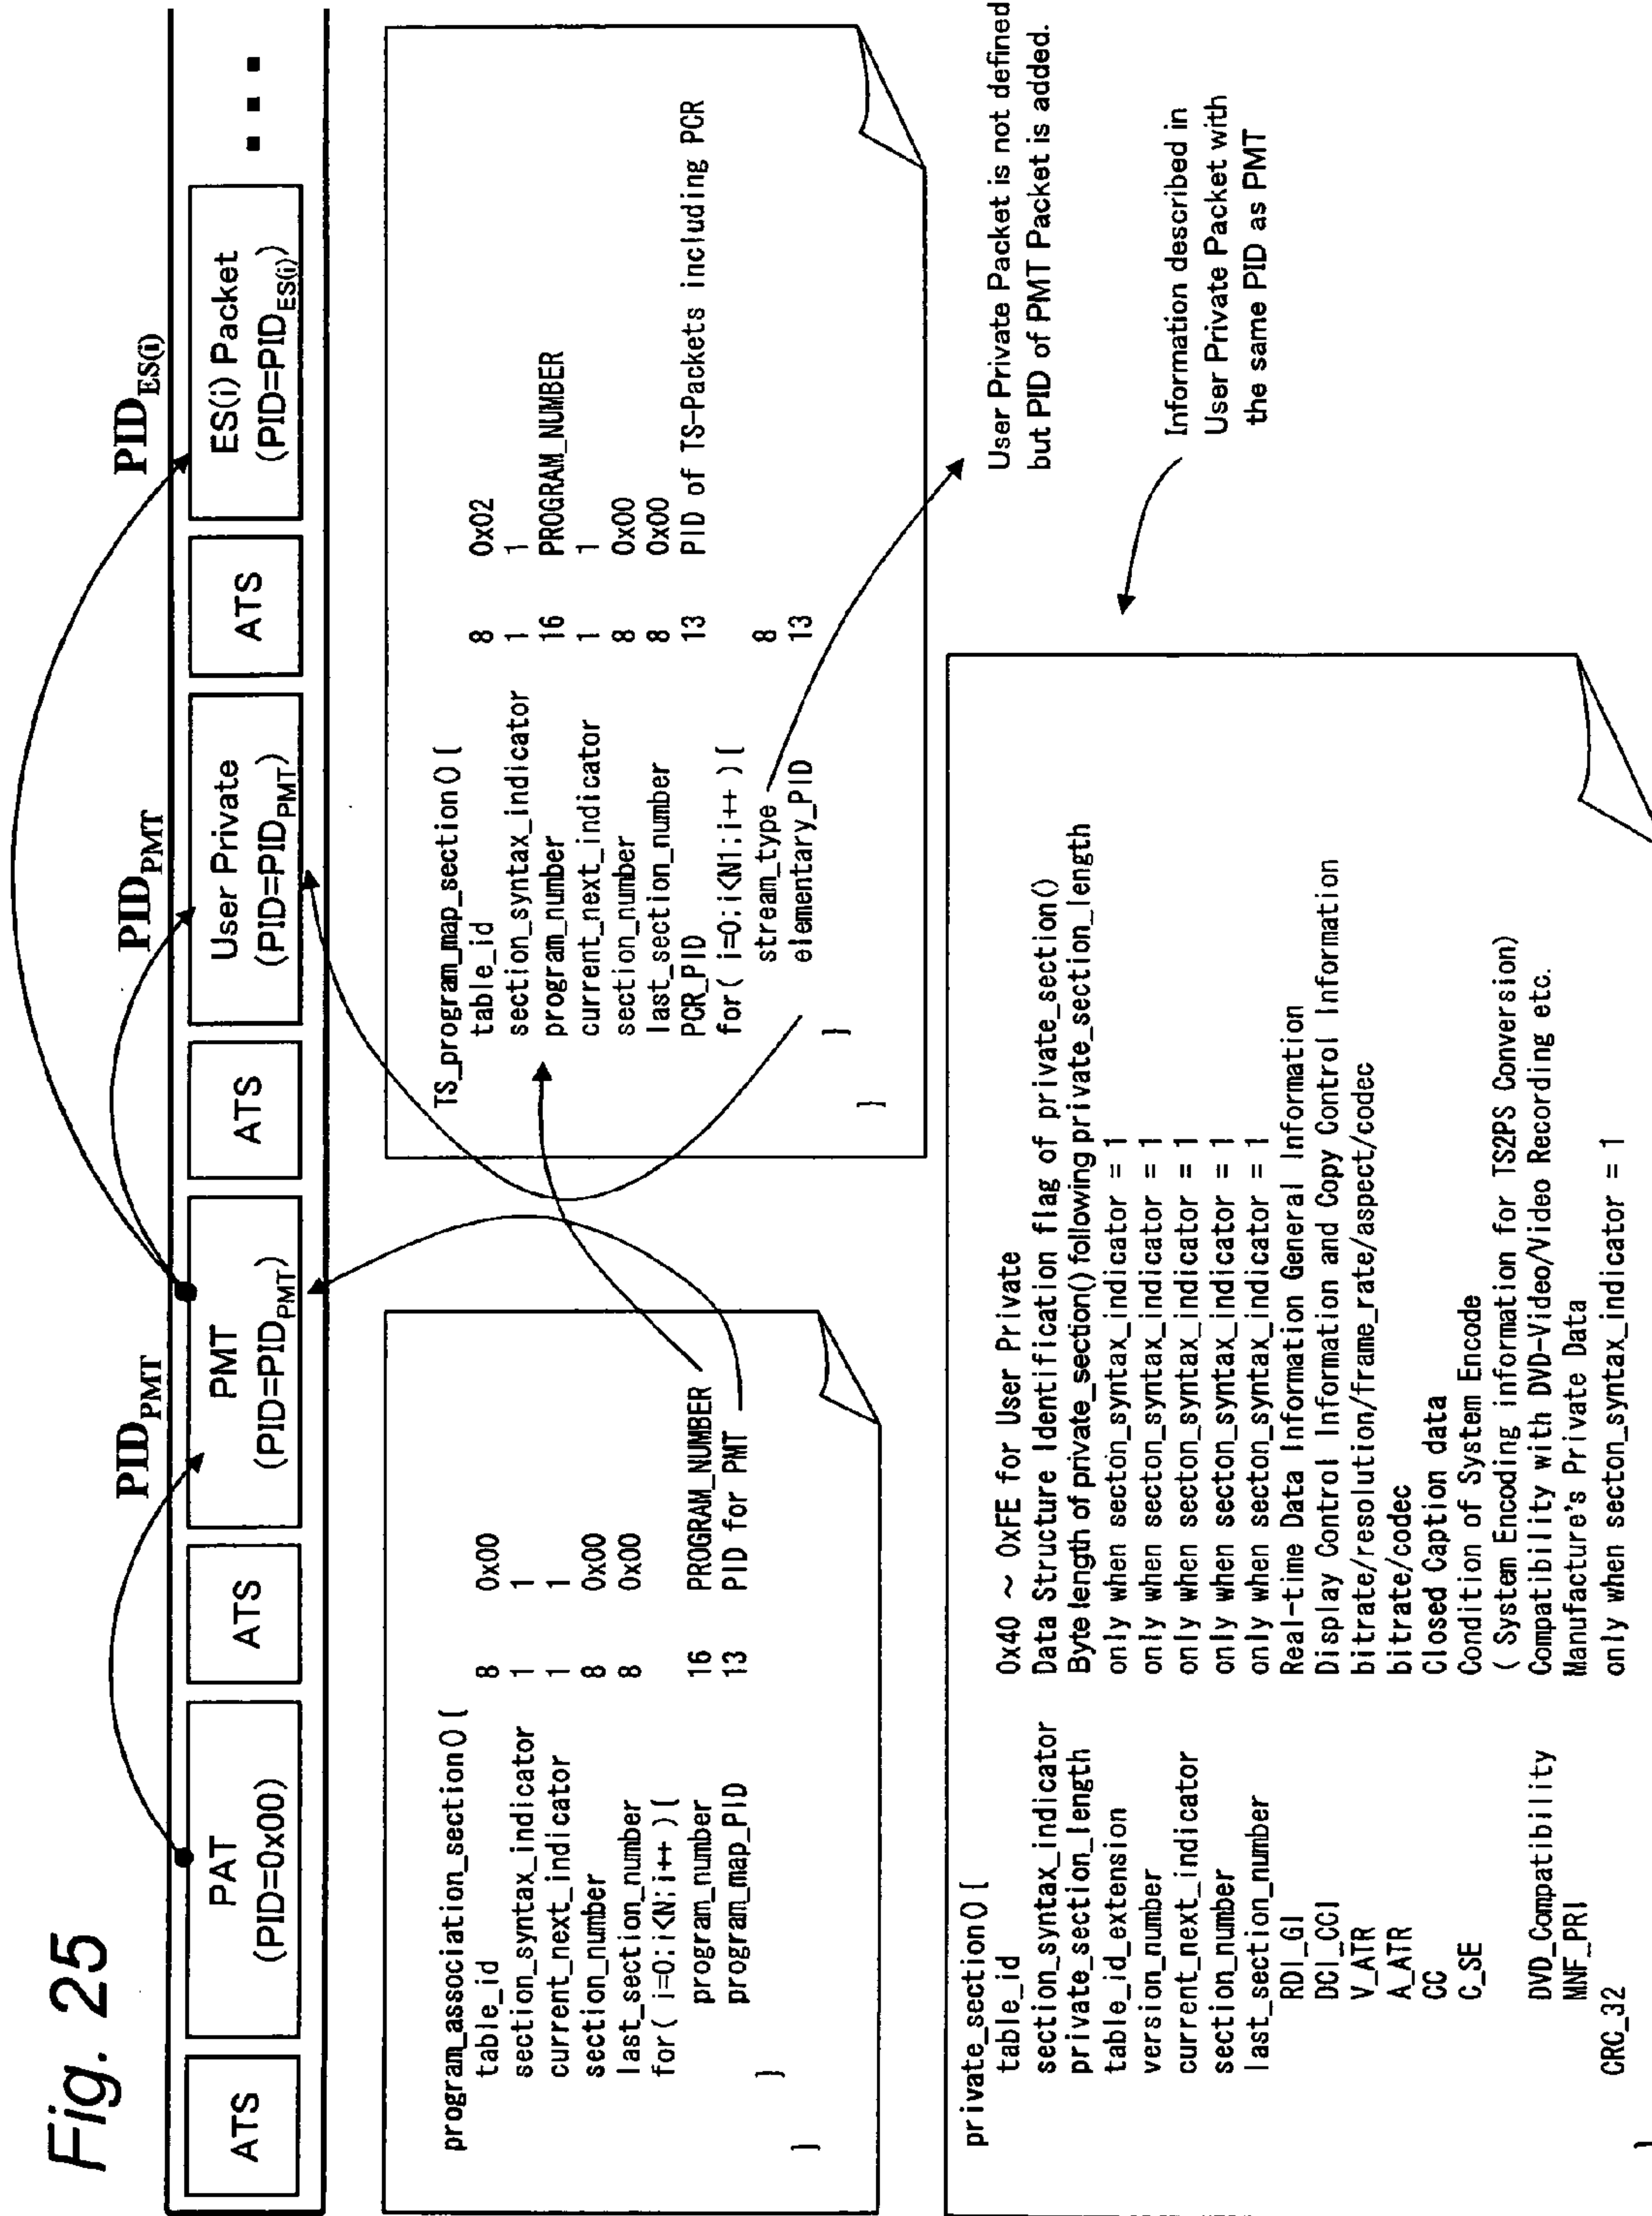 Fig. 25
PID_PMT
PID_PMT
PID_ES(i)
ATS
PAT
(PID=0x00)
ATS
PMT
(PID=PID_PMT)
ATS
User Private
(PID=PID_PMT)
ATS
ES(i) Packet
(PID=PID_ES(i))
program_association_section() {
table_id 8 0x00
section_syntax_indicator 1 1
current_next_indicator 1 1
section_number 8 0x00
last_section_number 8 0x00
for( i=0;i<N;i++ ){
program_number 16 PROGRAM_NUMBER
program_map_PID 13 PID for PMT
}
}
TS_program_map_section() {
table_id 8 0x02
section_syntax_indicator 1 1
program_number 16 PROGRAM_NUMBER
current_next_indicator 1 1
section_number 8 0x00
last_section_number 8 0x00
PCR_PID 13 PID of TS-Packets including PCR
for( i=0;i<N1;i++ ) {
stream_type 8
elementary_PID 13
}
}
User Private Packet is not defined
but PID of PMT Packet is added.
private_section() {
table_id 0x40 ~ 0xFE for User Private
section_syntax_indicator Data Structure Identification flag of private_section()
private_section_length Byte length of private_section() following private_section_length
table_id_extension only when secton_syntax_indicator = 1
version_number only when secton_syntax_indicator = 1
current_next_indicator only when secton_syntax_indicator = 1
section_number only when secton_syntax_indicator = 1
last_section_number only when secton_syntax_indicator = 1
RDI_GI Real-time Data Information General Information
DCI_CCI Display Control Information and Copy Control Information
V_ATR bitrate/resolution/frame_rate/aspect/codec
A_ATR bitrate/codec
CC Closed Caption data
C_SE Condition of System Encode
( System Encoding information for TS2PS Conversion)
DVD_Compatibility Compatibility with DVD-Video/Video Recording etc.
MNF_PRI Manufacture's Private Data
CRC_32 only when secton_syntax_indicator = 1
}
Information described in
User Private Packet with
the same PID as PMT